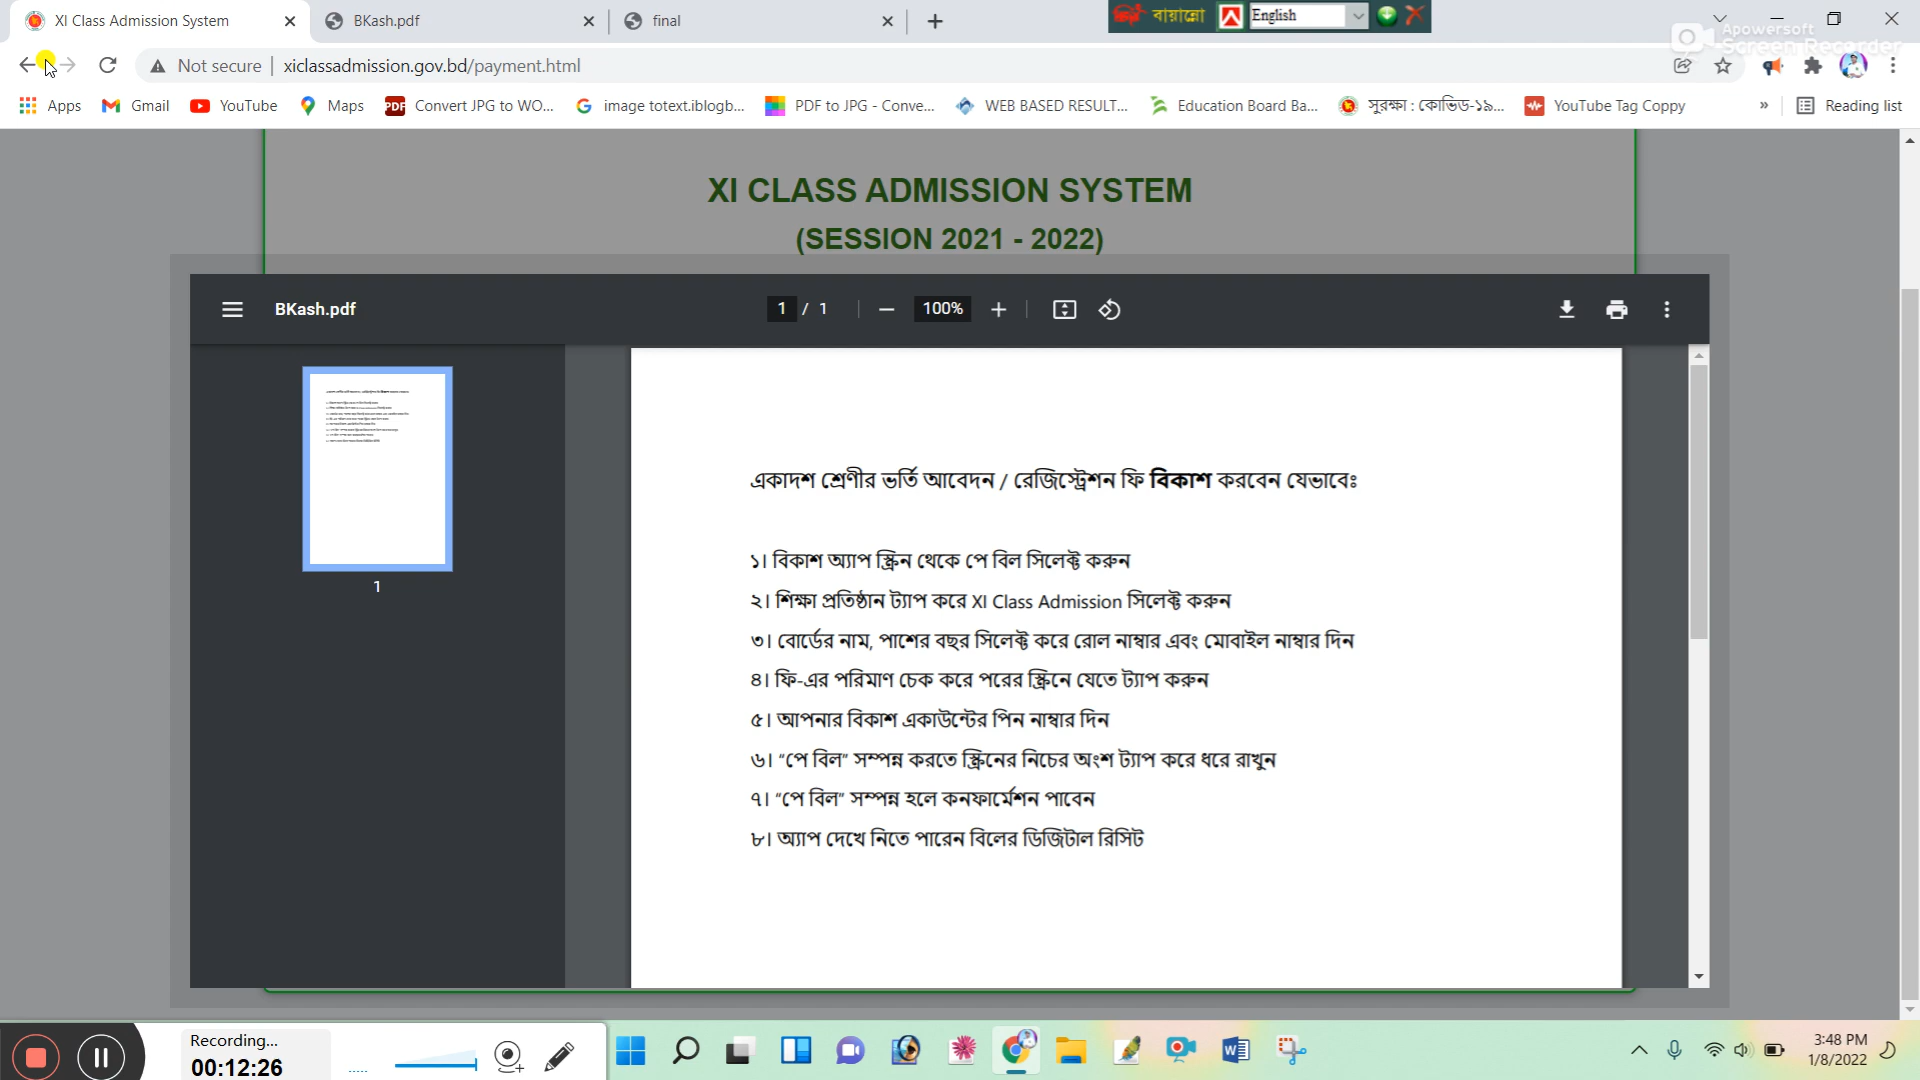 XI Class Admission System
BKash.pdf
final
বায়ান্নো
English
Apowersoft
Screen Recorder
Not secure
xiclassadmission.gov.bd/payment.html
Apps
Gmail
YouTube
Maps
PDF
Convert JPG to WO...
image totext.iblogb...
PDF to JPG - Conve...
WEB BASED RESULT...
Education Board Ba...
সুরক্ষা : কোভিড-১৯...
YouTube Tag Coppy
»
Reading list
XI CLASS ADMISSION SYSTEM
(SESSION 2021 - 2022)
BKash.pdf
1 / 1
100%
1
একাদশ শ্রেণীর ভর্তি আবেদন / রেজিস্ট্রেশন ফি বিকাশ করবেন যেভাবেঃ
১। বিকাশ অ্যাপ স্ক্রিন থেকে পে বিল সিলেক্ট করুন
২। শিক্ষা প্রতিষ্ঠান ট্যাপ করে XI Class Admission সিলেক্ট করুন
৩। বোর্ডের নাম, পাশের বছর সিলেক্ট করে রোল নাম্বার এবং মোবাইল নাম্বার দিন
৪। ফি-এর পরিমাণ চেক করে পরের স্ক্রিনে যেতে ট্যাপ করুন
৫। আপনার বিকাশ একাউন্টের পিন নাম্বার দিন
৬। “পে বিল” সম্পন্ন করতে স্ক্রিনের নিচের অংশ ট্যাপ করে ধরে রাখুন
৭। “পে বিল” সম্পন্ন হলে কনফার্মেশন পাবেন
৮। অ্যাপ দেখে নিতে পারেন বিলের ডিজিটাল রিসিট
Recording...
00:12:26
3:48 PM
1/8/2022